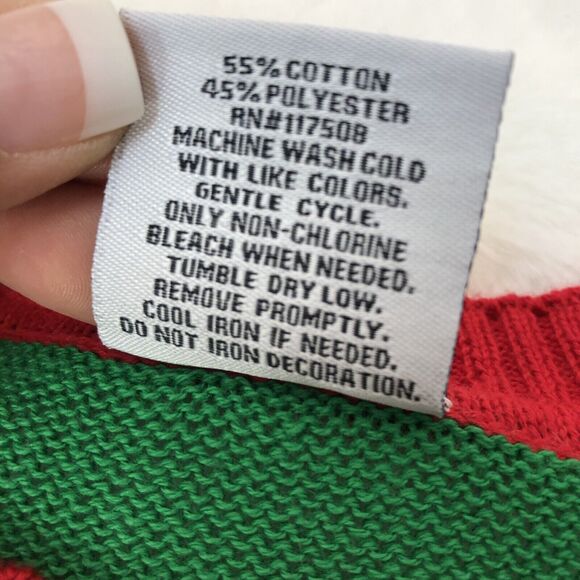 55% COTTON
45% POLYESTER
RN#117508
MACHINE WASH COLD
WITH LIKE COLORS.
GENTLE CYCLE.
ONLY NON-CHLORINE
BLEACH WHEN NEEDED.
TUMBLE DRY LOW.
REMOVE PROMPTLY.
COOL IRON IF NEEDED.
DO NOT IRON DECORATION.